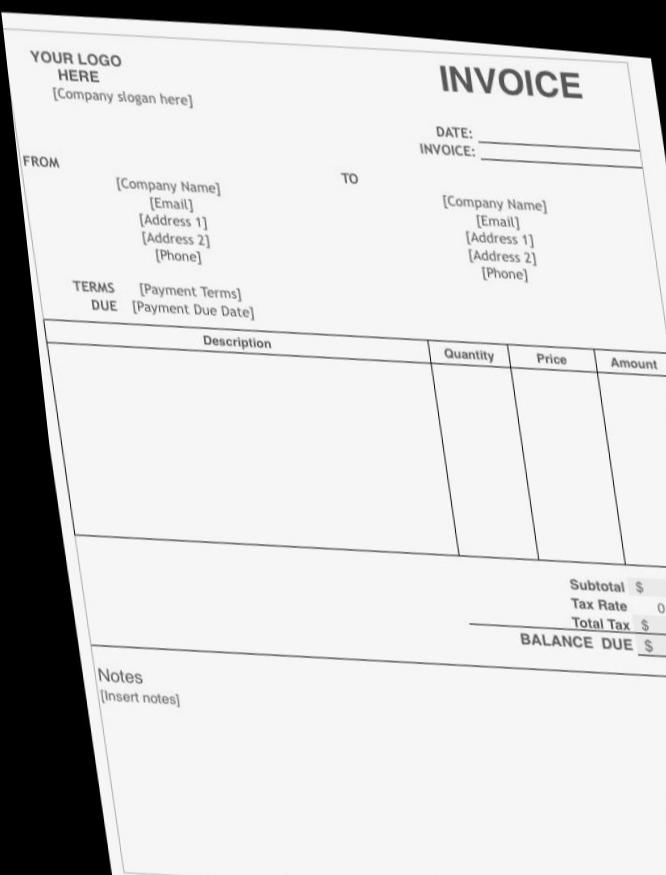 YOUR LOGO
HERE
[Company slogan here]
INVOICE
DATE:
INVOICE:
FROM
[Company Name]
[Email]
[Address 1]
[Address 2]
[Phone]
TO
[Company Name]
[Email]
[Address 1]
[Address 2]
[Phone]
TERMS [Payment Terms]
DUE [Payment Due Date]
Description Quantity Price Amount
Subtotal $
Tax Rate 0
Total Tax $
BALANCE DUE $
Notes
[Insert notes]